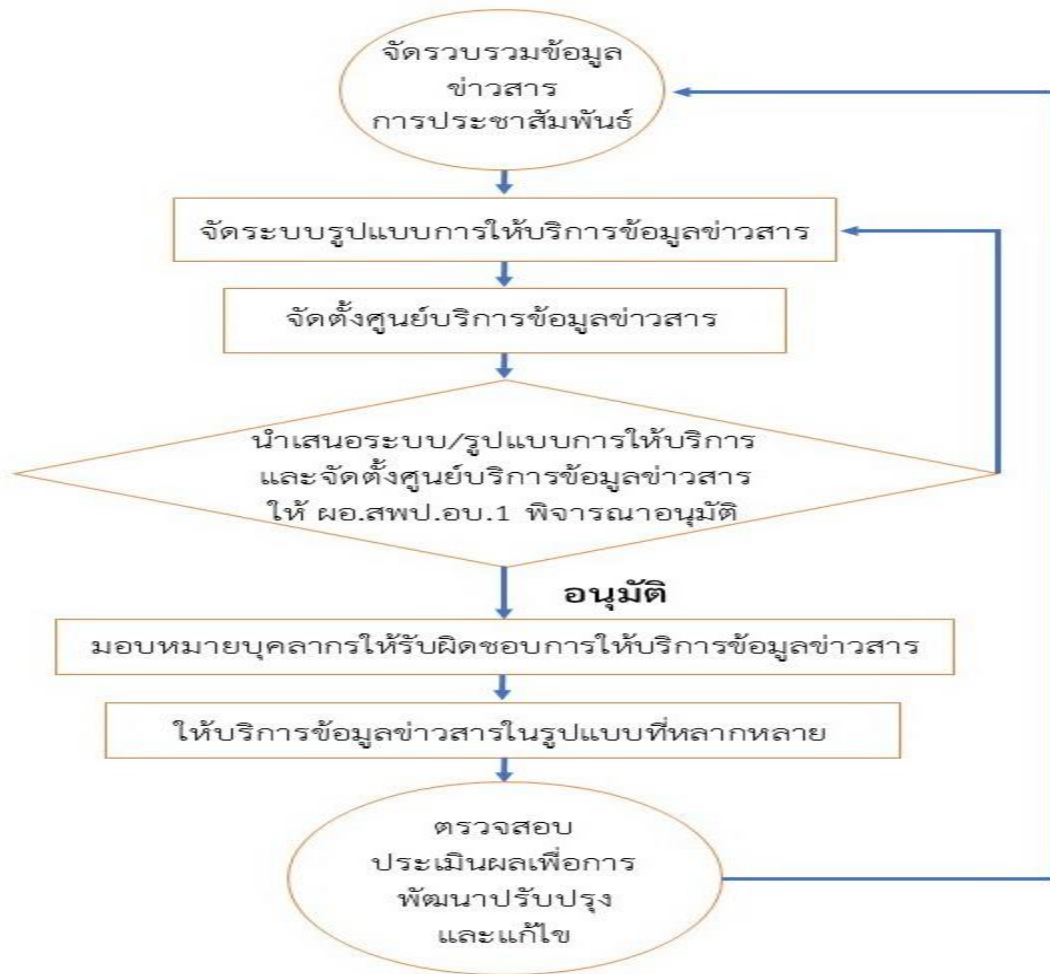 จัดรวบรวมข้อมูล
ข่าวสาร
การประชาสัมพันธ์
จัดระบบรูปแบบการให้บริการข้อมูลข่าวสาร
จัดตั้งศูนย์บริการข้อมูลข่าวสาร
นำเสนอระบบ/รูปแบบการให้บริการ
และจัดตั้งศูนย์บริการข้อมูลข่าวสาร
ให้ ผอ.สพป.อบ.1 พิจารณาอนุมัติ
อนุมัติ
มอบหมายบุคลากรให้รับผิดชอบการให้บริการข้อมูลข่าวสาร
ให้บริการข้อมูลข่าวสารในรูปแบบที่หลากหลาย
ตรวจสอบ
ประเมินผลเพื่อการ
พัฒนาปรับปรุง
และแก้ไข